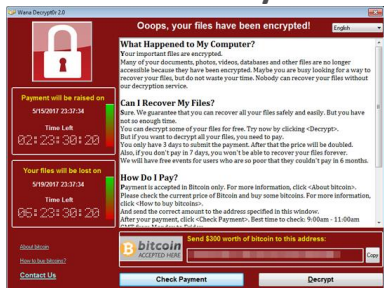 Wana Decrypt0r 2.0
Ooops, your files have been encrypted!
English
What Happened to My Computer?
Your important files are encrypted.
Many of your documents, photos, videos, databases and other files are no longer
accessible because they have been encrypted. Maybe you are busy looking for a way to
recover your files, but do not waste your time. Nobody can recover your files without
our decryption service.
Can I Recover My Files?
Sure. We guarantee that you can recover all your files safely and easily. But you have
not so enough time.
You can decrypt some of your files for free. Try now by clicking <Decrypt>.
But if you want to decrypt all your files, you need to pay.
You only have 3 days to submit the payment. After that the price will be doubled.
Also, if you don't pay in 7 days, you won't be able to recover your files forever.
We will have free events for users who are so poor that they couldn't pay in 6 months.
How Do I Pay?
Payment is accepted in Bitcoin only. For more information, click <About bitcoin>.
Please check the current price of Bitcoin and buy some bitcoins. For more information,
click <How to buy bitcoins>.
And send the correct amount to the address specified in this window.
After your payment, click <Check Payment>. Best time to check: 9:00am - 11:00am
GMT from Monday to Friday.
Payment will be raised on
5/15/2017 23:37:34
Time Left
02:23:30:20
Your files will be lost on
5/19/2017 23:37:34
Time Left
06:23:30:20
About bitcoin
How to buy bitcoins?
Contact Us
bitcoin
ACCEPTED HERE
Send $300 worth of bitcoin to this address:
Copy
Check Payment
Decrypt